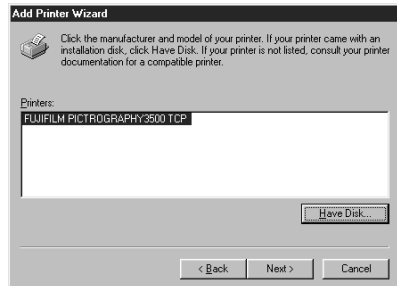 Add Printer Wizard
Click the manufacturer and model of your printer. If your printer came with an
installation disk, click Have Disk. If your printer is not listed, consult your printer
documentation for a compatible printer.
Printers:
FUJIFILM PICTROGRAPHY3500 TCP
Have Disk...
< Back
Next >
Cancel